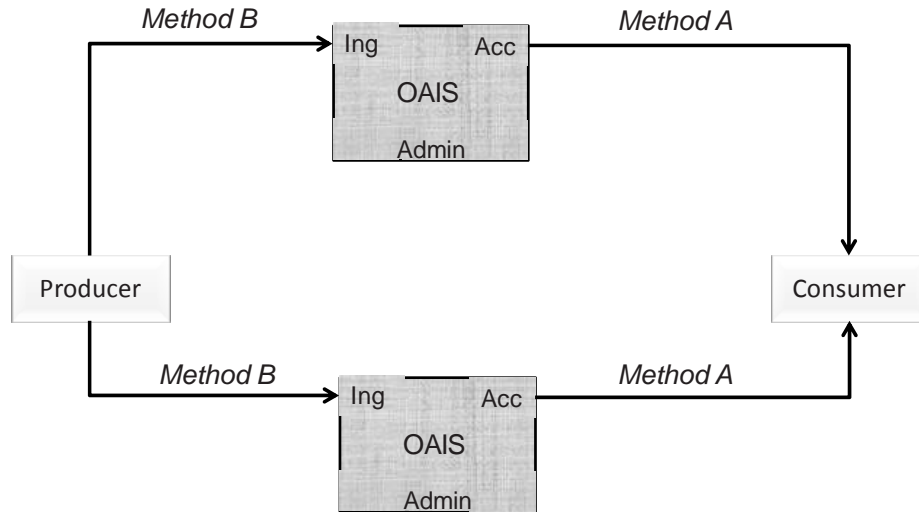 Method B
Method A
Ing
Acc
OAIS
Admin
Producer
Consumer
Method B
Method A
Ing
Acc
OAIS
Admin